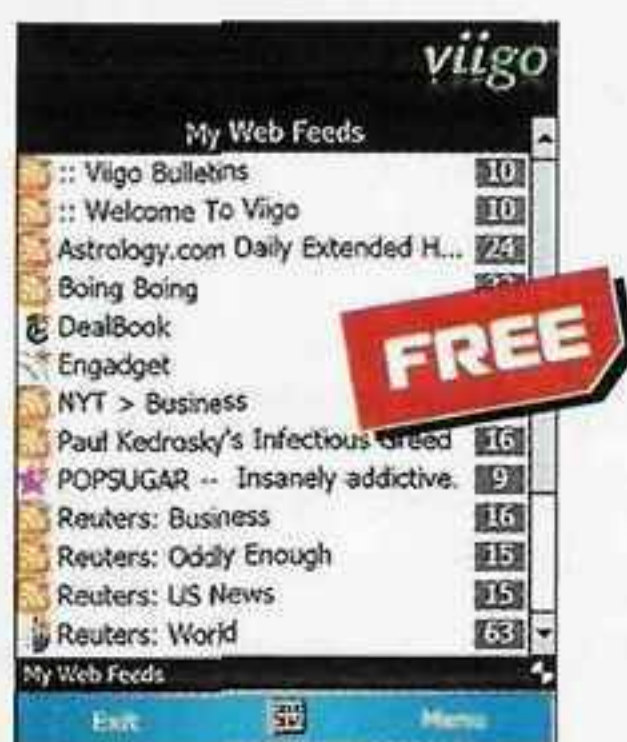 viigo
My Web Feeds
:: Viigo Bulletins 10
:: Welcome To Viigo 10
Astrology.com Daily Extended H... 24
Boing Boing
DealBook
Engadget
FREE
NYT > Business
Paul Kedrosky's Infectious Greed 16
POPSUGAR -- Insanely addictive. 9
Reuters: Business 16
Reuters: Oddly Enough 15
Reuters: US News 15
Reuters: World 63
My Web Feeds
Exit Menu